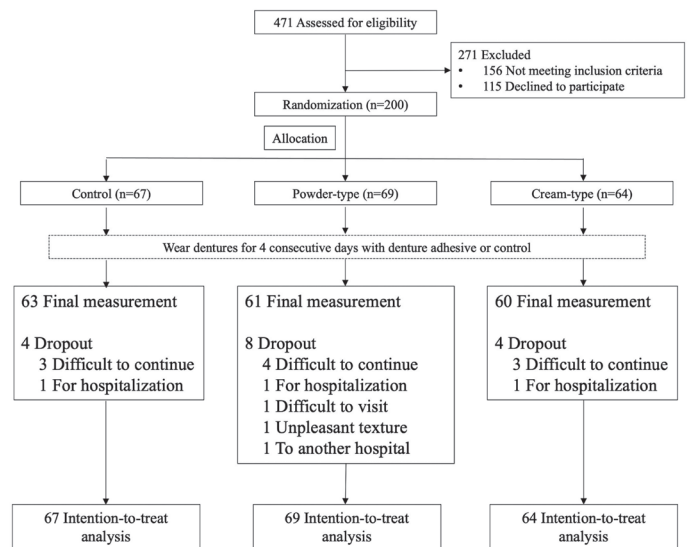 471 Assessed for eligibility
271 Excluded
• 156 Not meeting inclusion criteria
• 115 Declined to participate
Randomization (n=200)
Allocation
Control (n=67)
Powder-type (n=69)
Cream-type (n=64)
Wear dentures for 4 consecutive days with denture adhesive or control
63 Final measurement
4 Dropout
3 Difficult to continue
1 For hospitalization
61 Final measurement
8 Dropout
4 Difficult to continue
1 For hospitalization
1 Difficult to visit
1 Unpleasant texture
1 To another hospital
60 Final measurement
4 Dropout
3 Difficult to continue
1 For hospitalization
67 Intention-to-treat
analysis
69 Intention-to-treat
analysis
64 Intention-to-treat
analysis